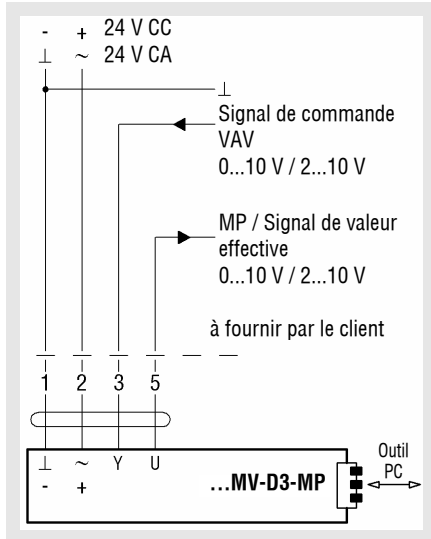 - + 24 V CC
⊥ ~ 24 V CA
⊥
Signal de commande
VAV
0...10 V / 2...10 V
MP / Signal de valeur
effective
0...10 V / 2...10 V
à fournir par le client
1 2 3 5
⊥ ~ Y U
- +
...MV-D3-MP
Outil
PC